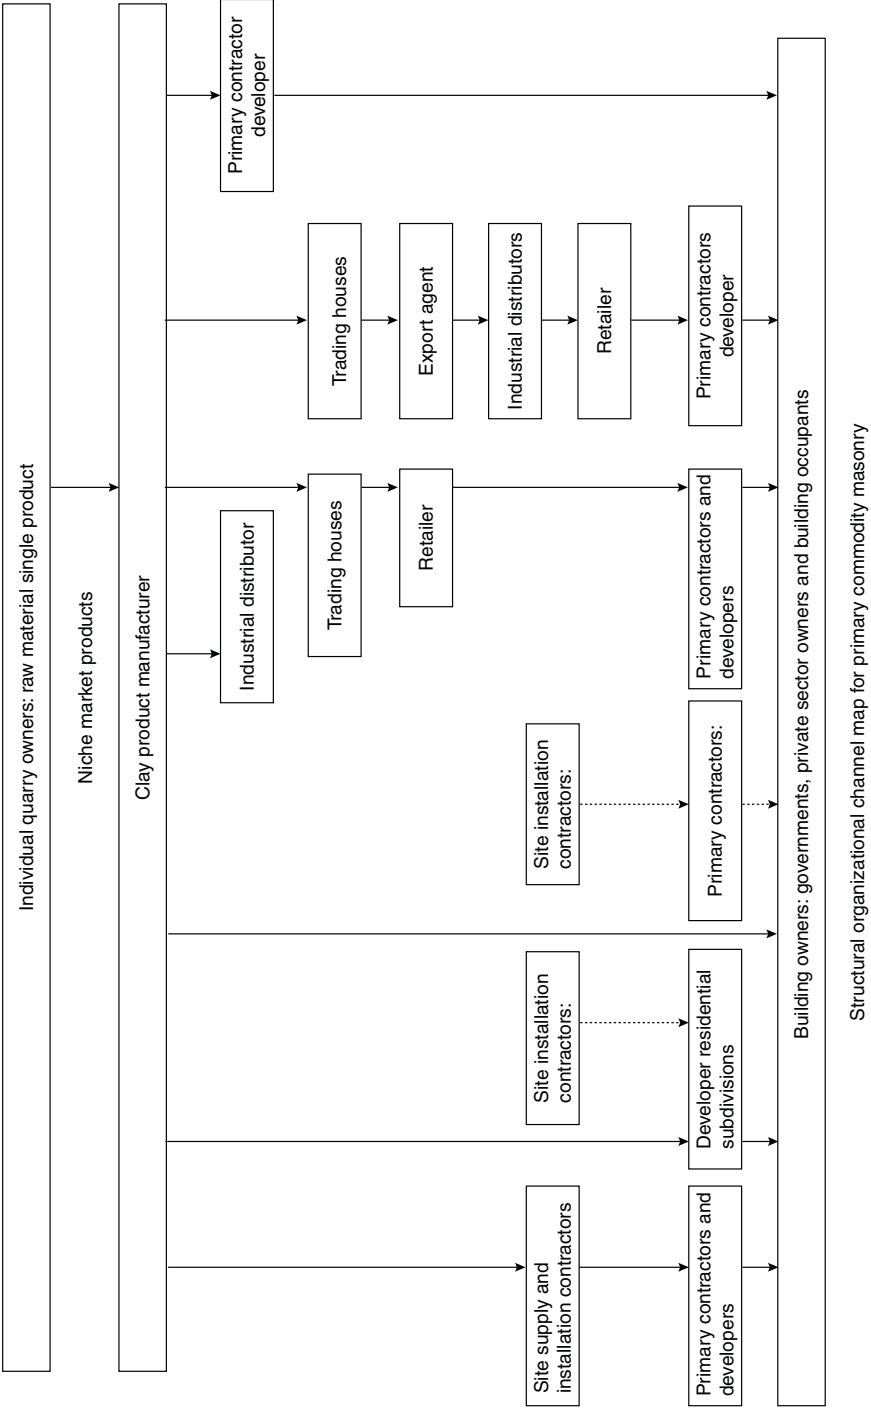 Individual quarry owners: raw material single product
Niche market products
Clay product manufacturer
Primary contractor
developer
Industrial distributor
Trading houses
Trading houses
Retailer
Export agent
Industrial distributors
Site supply and
installation contractors
Site installation
contractors:
Site installation
contractors:
Retailer
Primary contractors and
developers
Developer residential
subdivisions
Primary contractors:
Primary contractors and
developers
Primary contractors
developer
Building owners: governments, private sector owners and building occupants
Structural organizational channel map for primary commodity masonry